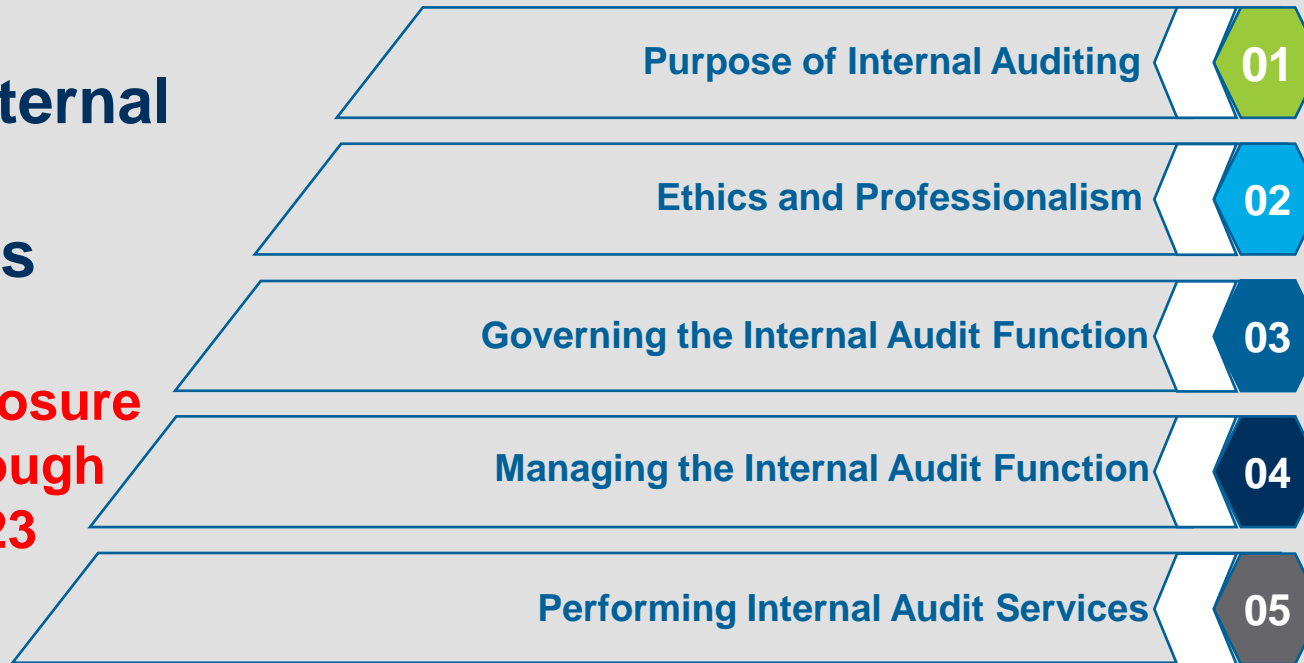 ternal
s
osure
ough
23
Purpose of Internal Auditing 01
Ethics and Professionalism 02
Governing the Internal Audit Function 03
Managing the Internal Audit Function 04
Performing Internal Audit Services 05